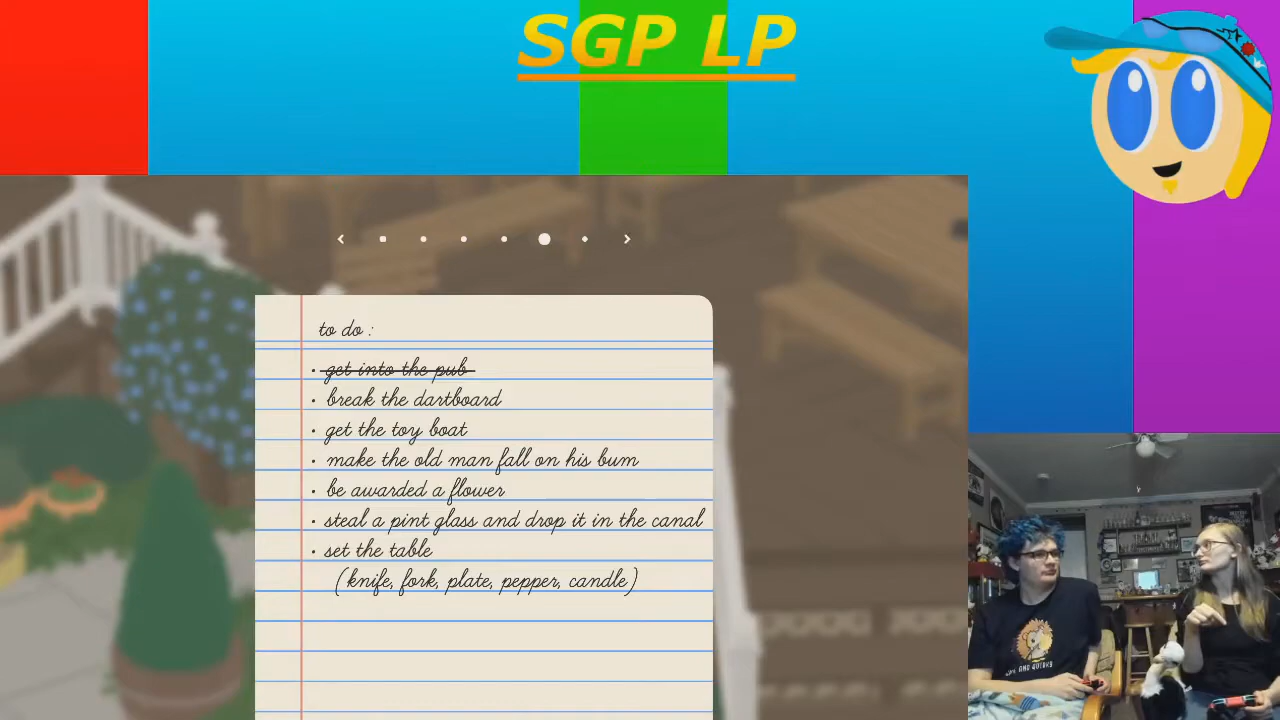 SGP LP
to do :
• get into the pub
• break the dartboard
• get the toy boat
• make the old man fall on his bum
• be awarded a flower
• steal a pint glass and drop it in the canal
• set the table
(knife, fork, plate, pepper, candle)